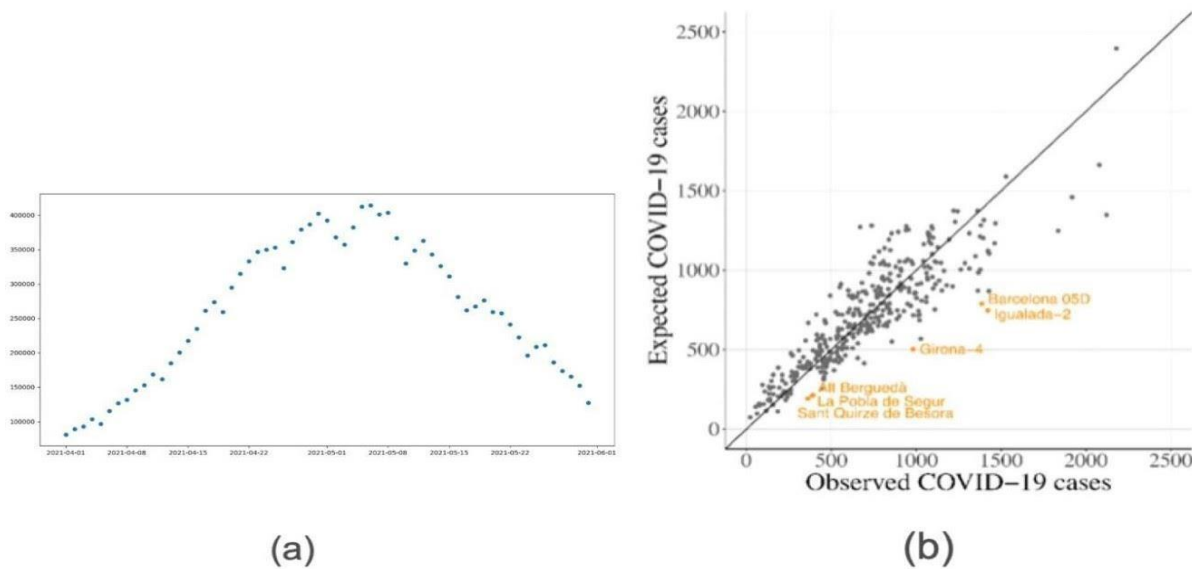 400000
350000
300000
250000
200000
150000
100000
2021-04-01 2021-04-08 2021-04-15 2021-04-22 2021-05-01 2021-05-08 2021-05-15 2021-05-22 2021-06-01
(a)
Expected COVID-19 cases
2500
2000
1500
1000
500
0
Barcelona 05D
Igualada-2
Girona-4
Alt Berguedà
La Pobla de Segur
Sant Quirze de Besora
0 500 1000 1500 2000 2500
Observed COVID-19 cases
(b)